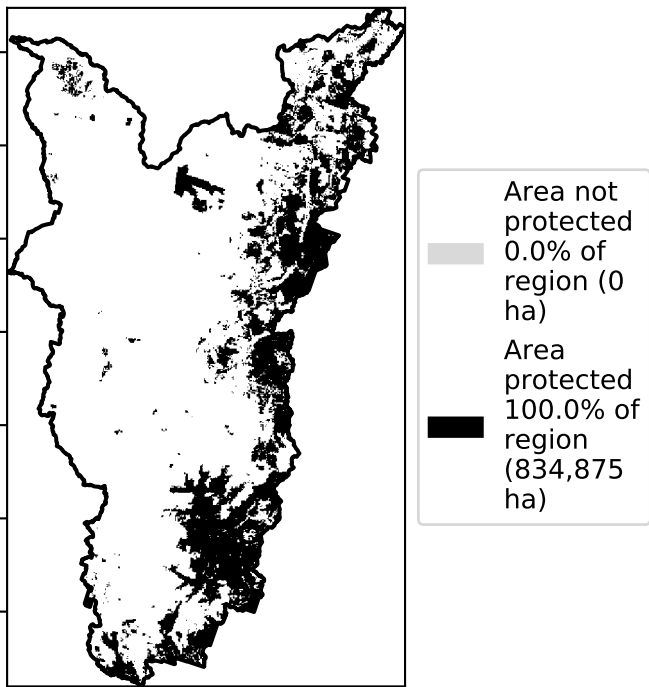 Area not
protected
0.0% of
region (0
ha)
Area
protected
100.0% of
region
(834,875
ha)